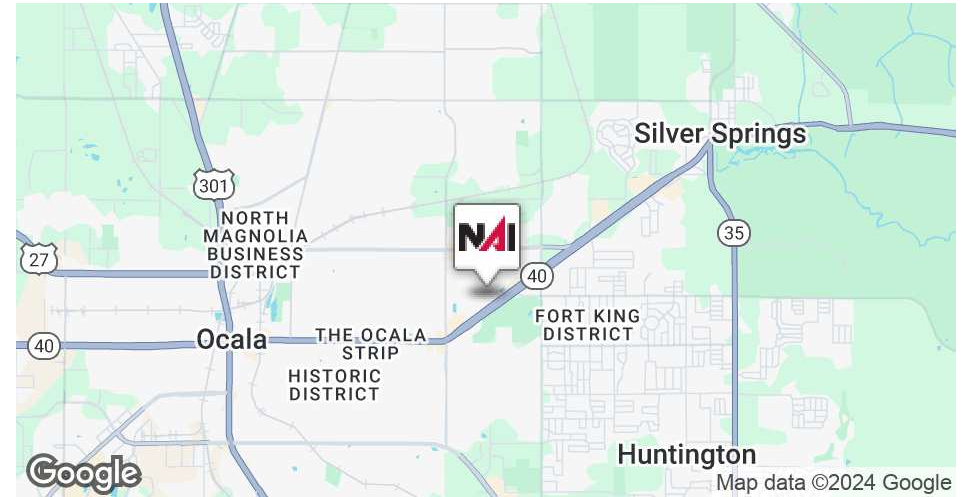 Silver Springs
301
NORTH
MAGNOLIA
BUSINESS
DISTRICT
NAI
35
27
40
FORT KING
DISTRICT
40
Ocala
THE OCALA
STRIP
HISTORIC
DISTRICT
Huntington
Google
Map data ©2024 Google